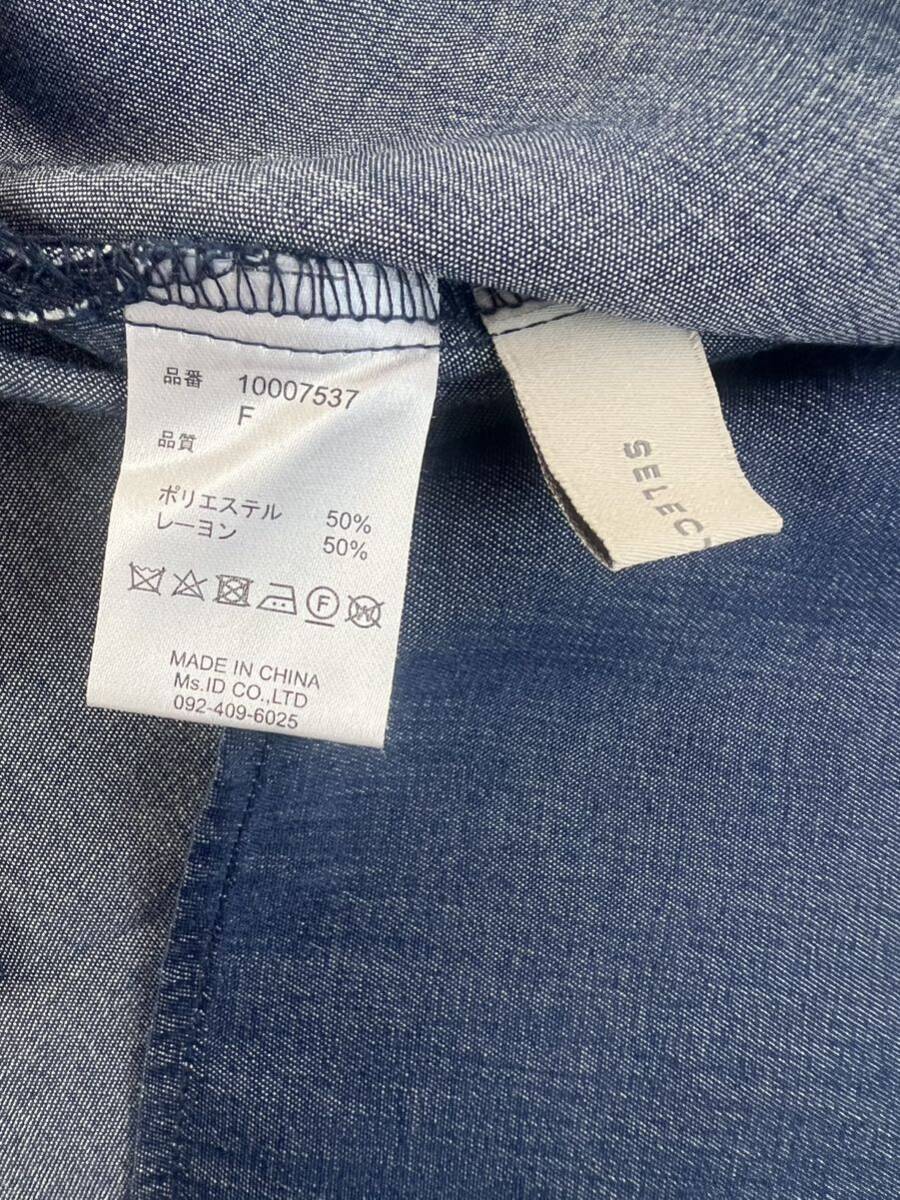 品番 10007537
F
品質
ポリエステル 50%
レーヨン 50%
F W
MADE IN CHINA
Ms.ID CO.,LTD
092-409-6025
SELECT